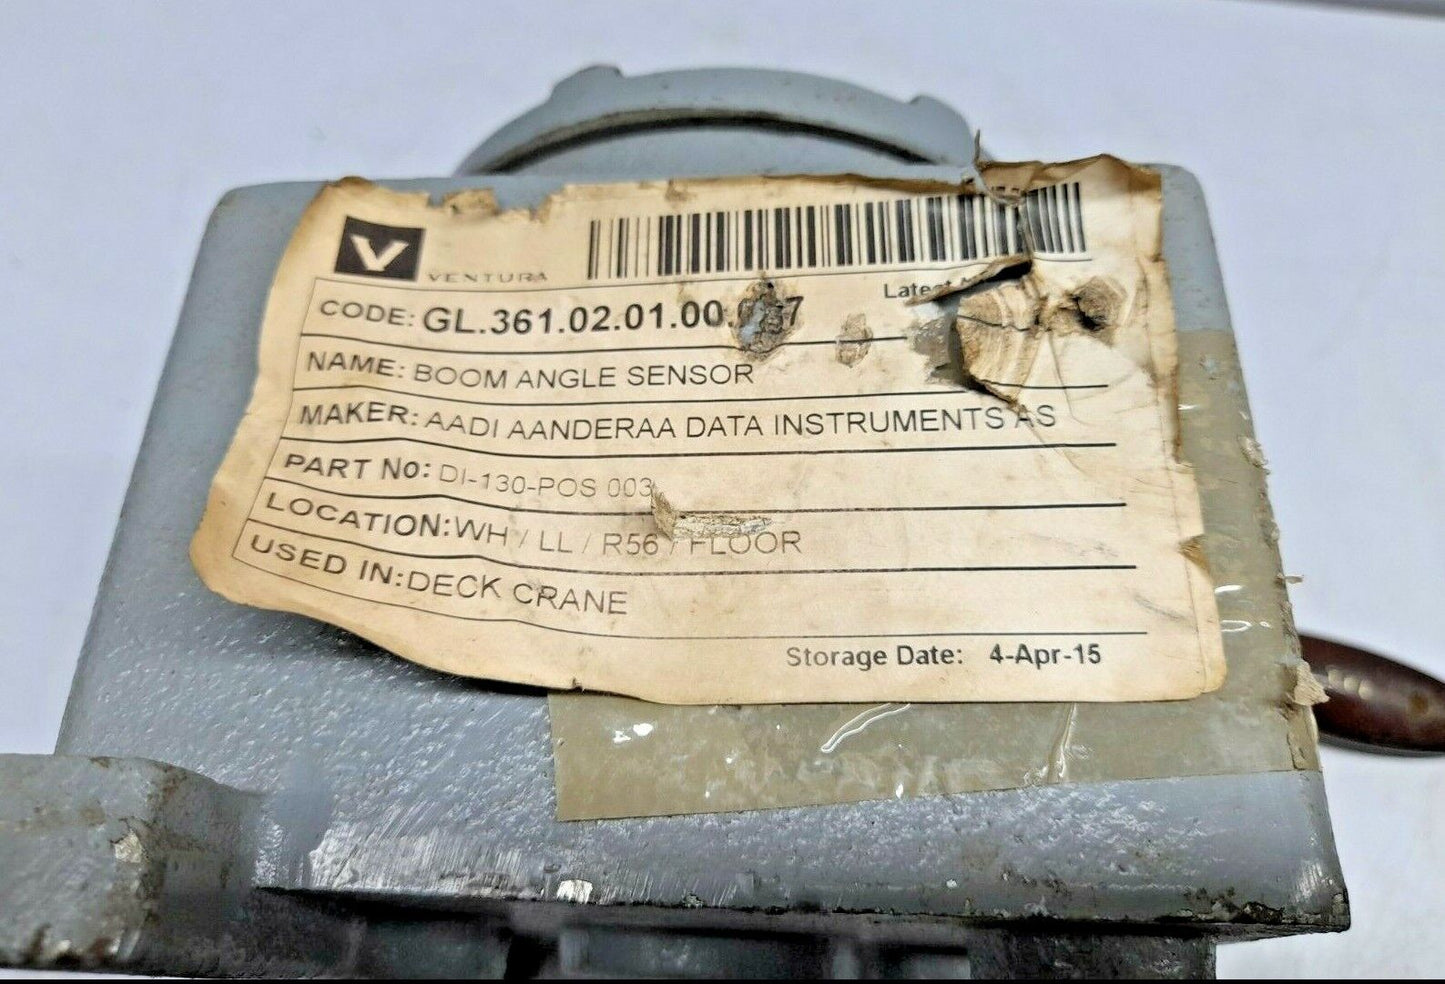 V
VENTURA
CODE: GL.361.02.01.00.
Latest
NAME: BOOM ANGLE SENSOR
MAKER: AADI AANDERAA DATA INSTRUMENTS AS
PART No: DI-130-POS 003
LOCATION: WH / LL / R56 / FLOOR
USED IN: DECK CRANE
Storage Date: 4-Apr-15